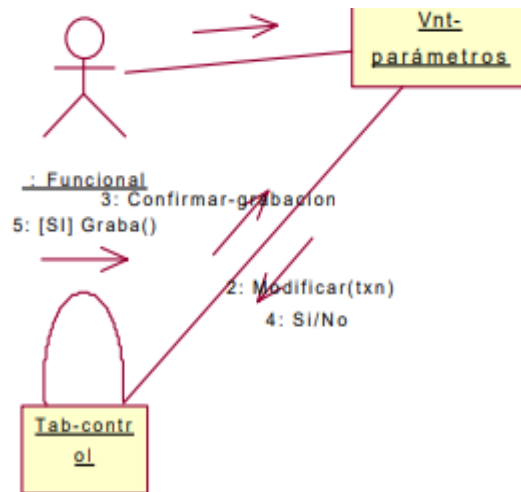 Vnt-
parámetros
: Funcional
3: Confirmar-grabacion
5: [SI] Graba()
2: Modificar(txn)
4: Si/No
Tab-contr
ol